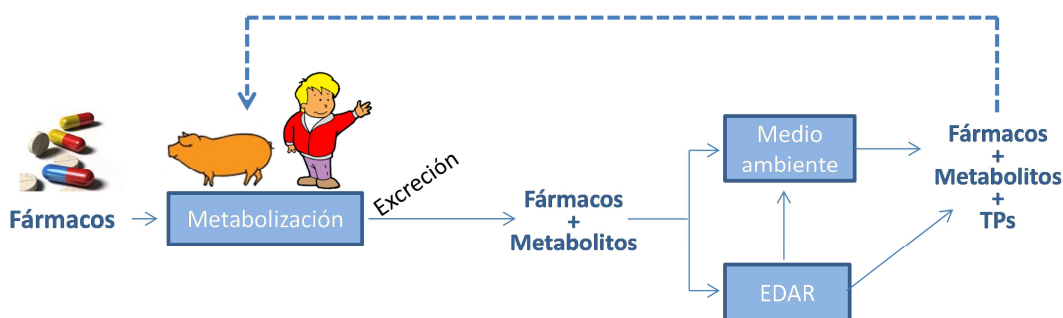 Fármacos
Metabolización
Excreción
Fármacos
+
Metabolitos
Medio
ambiente
EDAR
Fármacos
+
Metabolitos
+
TPs